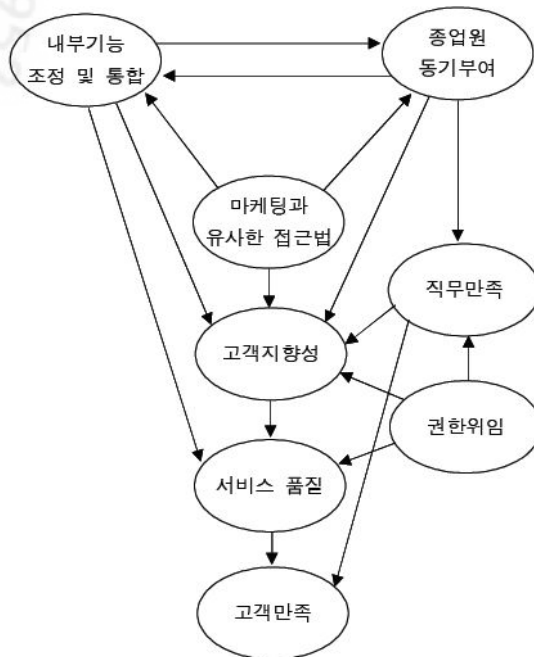 내부기능
조정 및 통합
종업원
동기부여
마케팅과
유사한 접근법
직무만족
고객지향성
권한위임
서비스 품질
고객만족